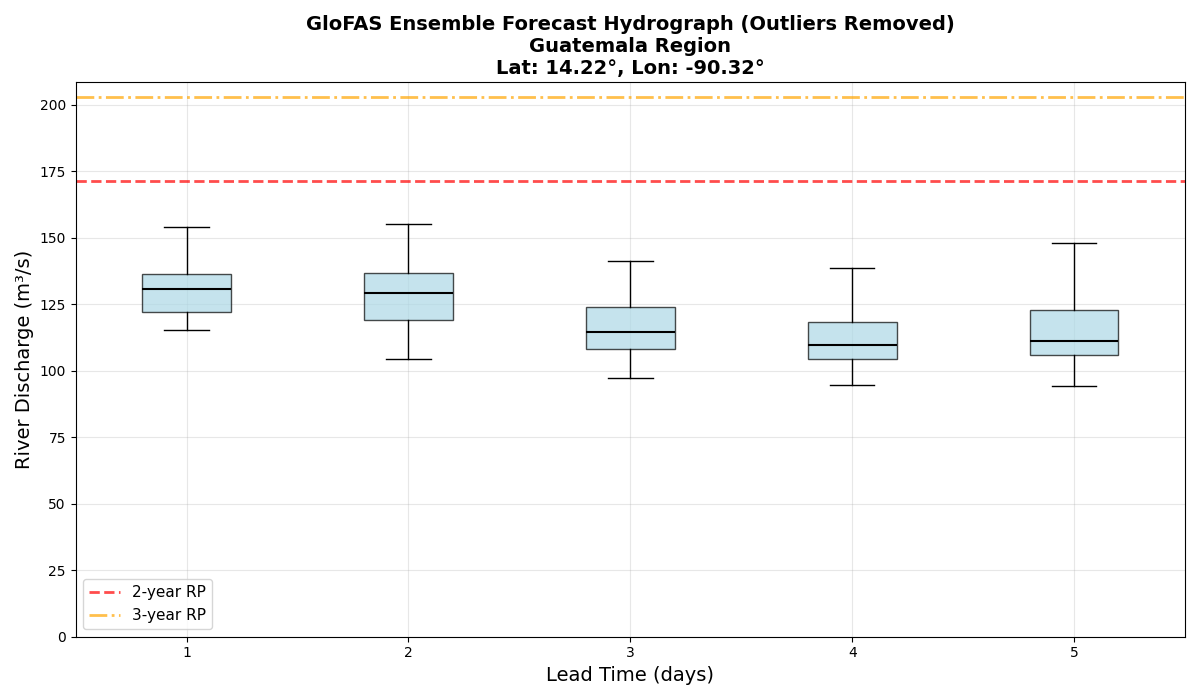 GloFAS Ensemble Forecast Hydrograph (Outliers Removed)
Guatemala Region
Lat: 14.22°, Lon: -90.32°
River Discharge (m³/s)
200
175
150
125
100
75
50
25
0
2-year RP
3-year RP
1 2 3 4 5
Lead Time (days)